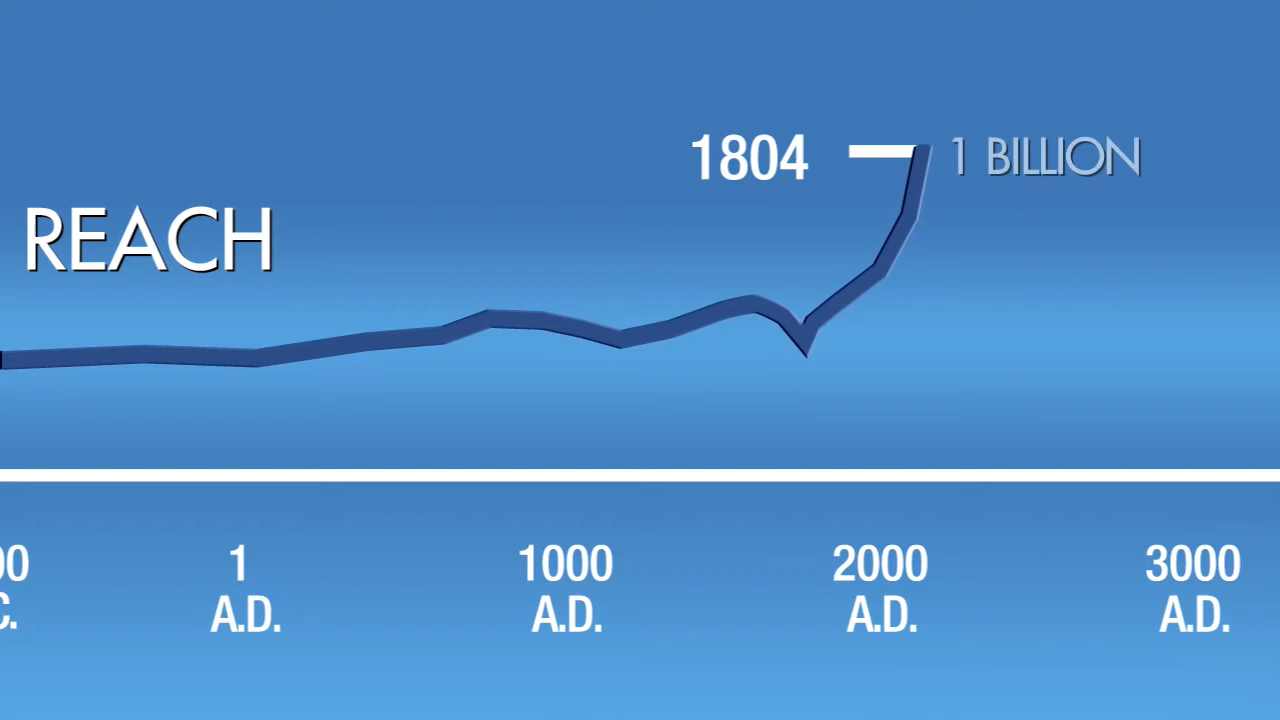 1804 1 BILLION
REACH
1 1000 2000 3000
A.D. A.D. A.D. A.D.